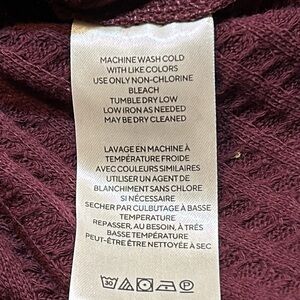 MACHINE WASH COLD
WITH LIKE COLORS
USE ONLY NON-CHLORINE
BLEACH
TUMBLE DRY LOW
LOW IRON AS NEEDED
MAY BE DRY CLEANED
LAVAGE EN MACHINE À
TEMPÉRATURE FROIDE
AVEC COULEURS SIMILAIRES
UTILISER UN AGENT DE
BLANCHIMENT SANS CHLORE
SI NÉCESSAIRE
SECHER PAR CULBUTAGE À BASSE
TEMPERATURE
REPASSER, AU BESOIN, À TRÈS
BASSE TEMPÉRATURE
PEUT-ÊTRE ÊTRE NETTOYÉE À SEC
30 P